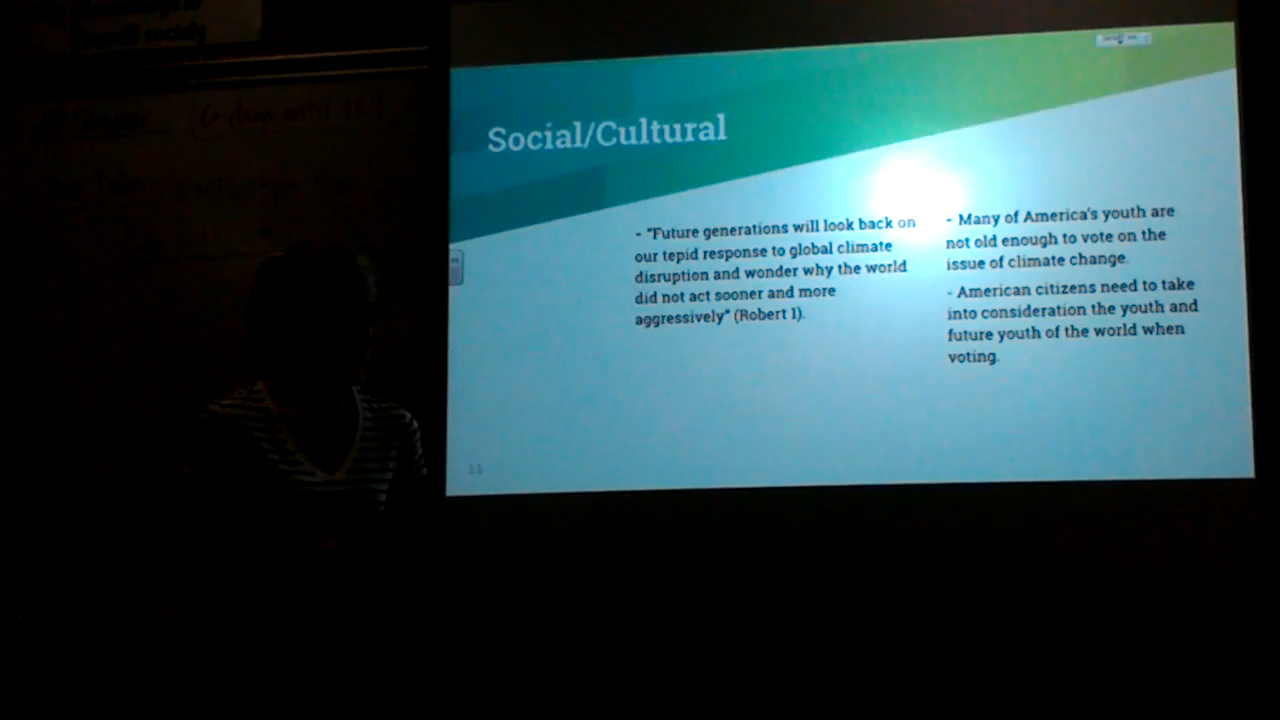 benefit society
Social/Cultural
- "Future generations will look back on
our tepid response to global climate
disruption and wonder why the world
did not act sooner and more
aggressively" (Robert 1).
- Many of America's youth are
not old enough to vote on the
issue of climate change.
- American citizens need to take
into consideration the youth and
future youth of the world when
voting.
11